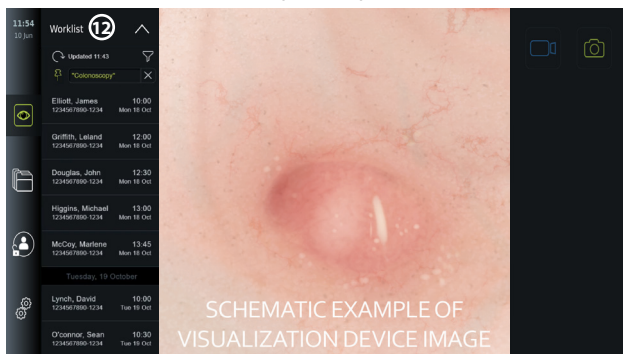 11:54
10 Jun
Worklist 12
Updated 11:43
"Colonoscopy"
Elliott, James 10:00
1234567890-1234 Mon 18 Oct
Griffith, Leland 12:00
1234567890-1234 Mon 18 Oct
Douglas, John 12:30
1234567890-1234 Mon 18 Oct
Higgins, Michael 13:00
1234567890-1234 Mon 18 Oct
McCoy, Marlene 13:45
1234567890-1234 Mon 18 Oct
Tuesday, 19 October
Lynch, David 10:00
1234567890-1234 Tue 19 Oct
O'connor, Sean 10:30
1234567890-1234 Tue 19 Oct
SCHEMATIC EXAMPLE OF
VISUALIZATION DEVICE IMAGE